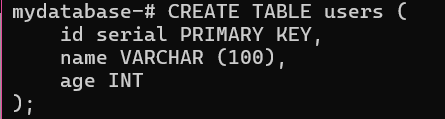 mydatabase-# CREATE TABLE users (
    id serial PRIMARY KEY,
    name VARCHAR (100),
    age INT
);